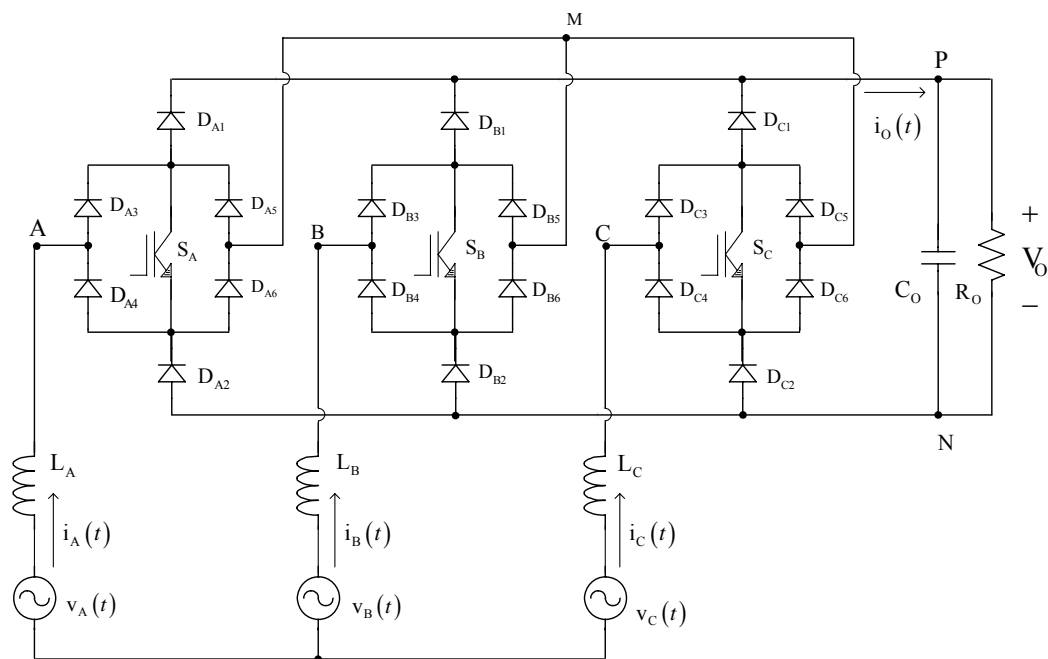 M
P
D_A1
D_B1
D_C1
i_O(t)
D_A3
D_A5
D_B3
D_B5
D_C3
D_C5
A
S_A
B
S_B
C
S_C
+
V_O
−
D_A4
D_A6
D_B4
D_B6
D_C4
D_C6
C_O
R_O
D_A2
D_B2
D_C2
N
L_A
L_B
L_C
i_A(t)
i_B(t)
i_C(t)
v_A(t)
v_B(t)
v_C(t)